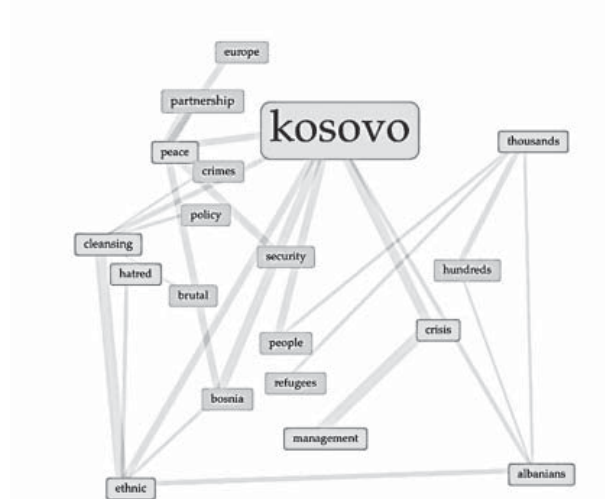 europe
partnership
kosovo
thousands
peace
crimes
policy
cleansing
security
hatred
hundreds
brutal
crisis
people
refugees
bosnia
management
albanians
ethnic